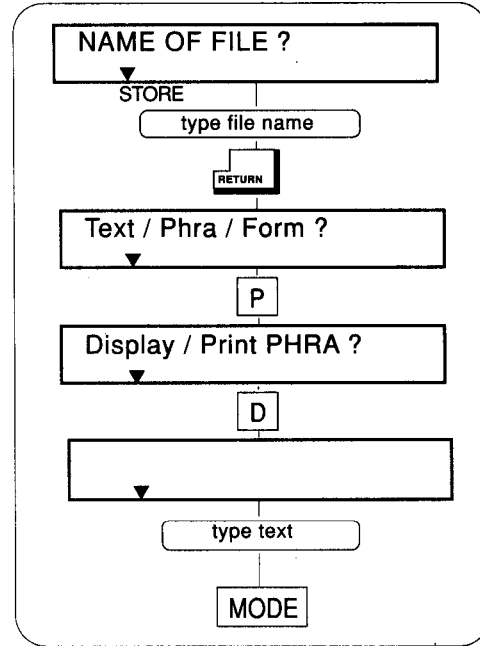 NAME OF FILE ?
STORE
type file name
RETURN
Text / Phra / Form ?
P
Display / Print PHRA ?
D
type text
MODE